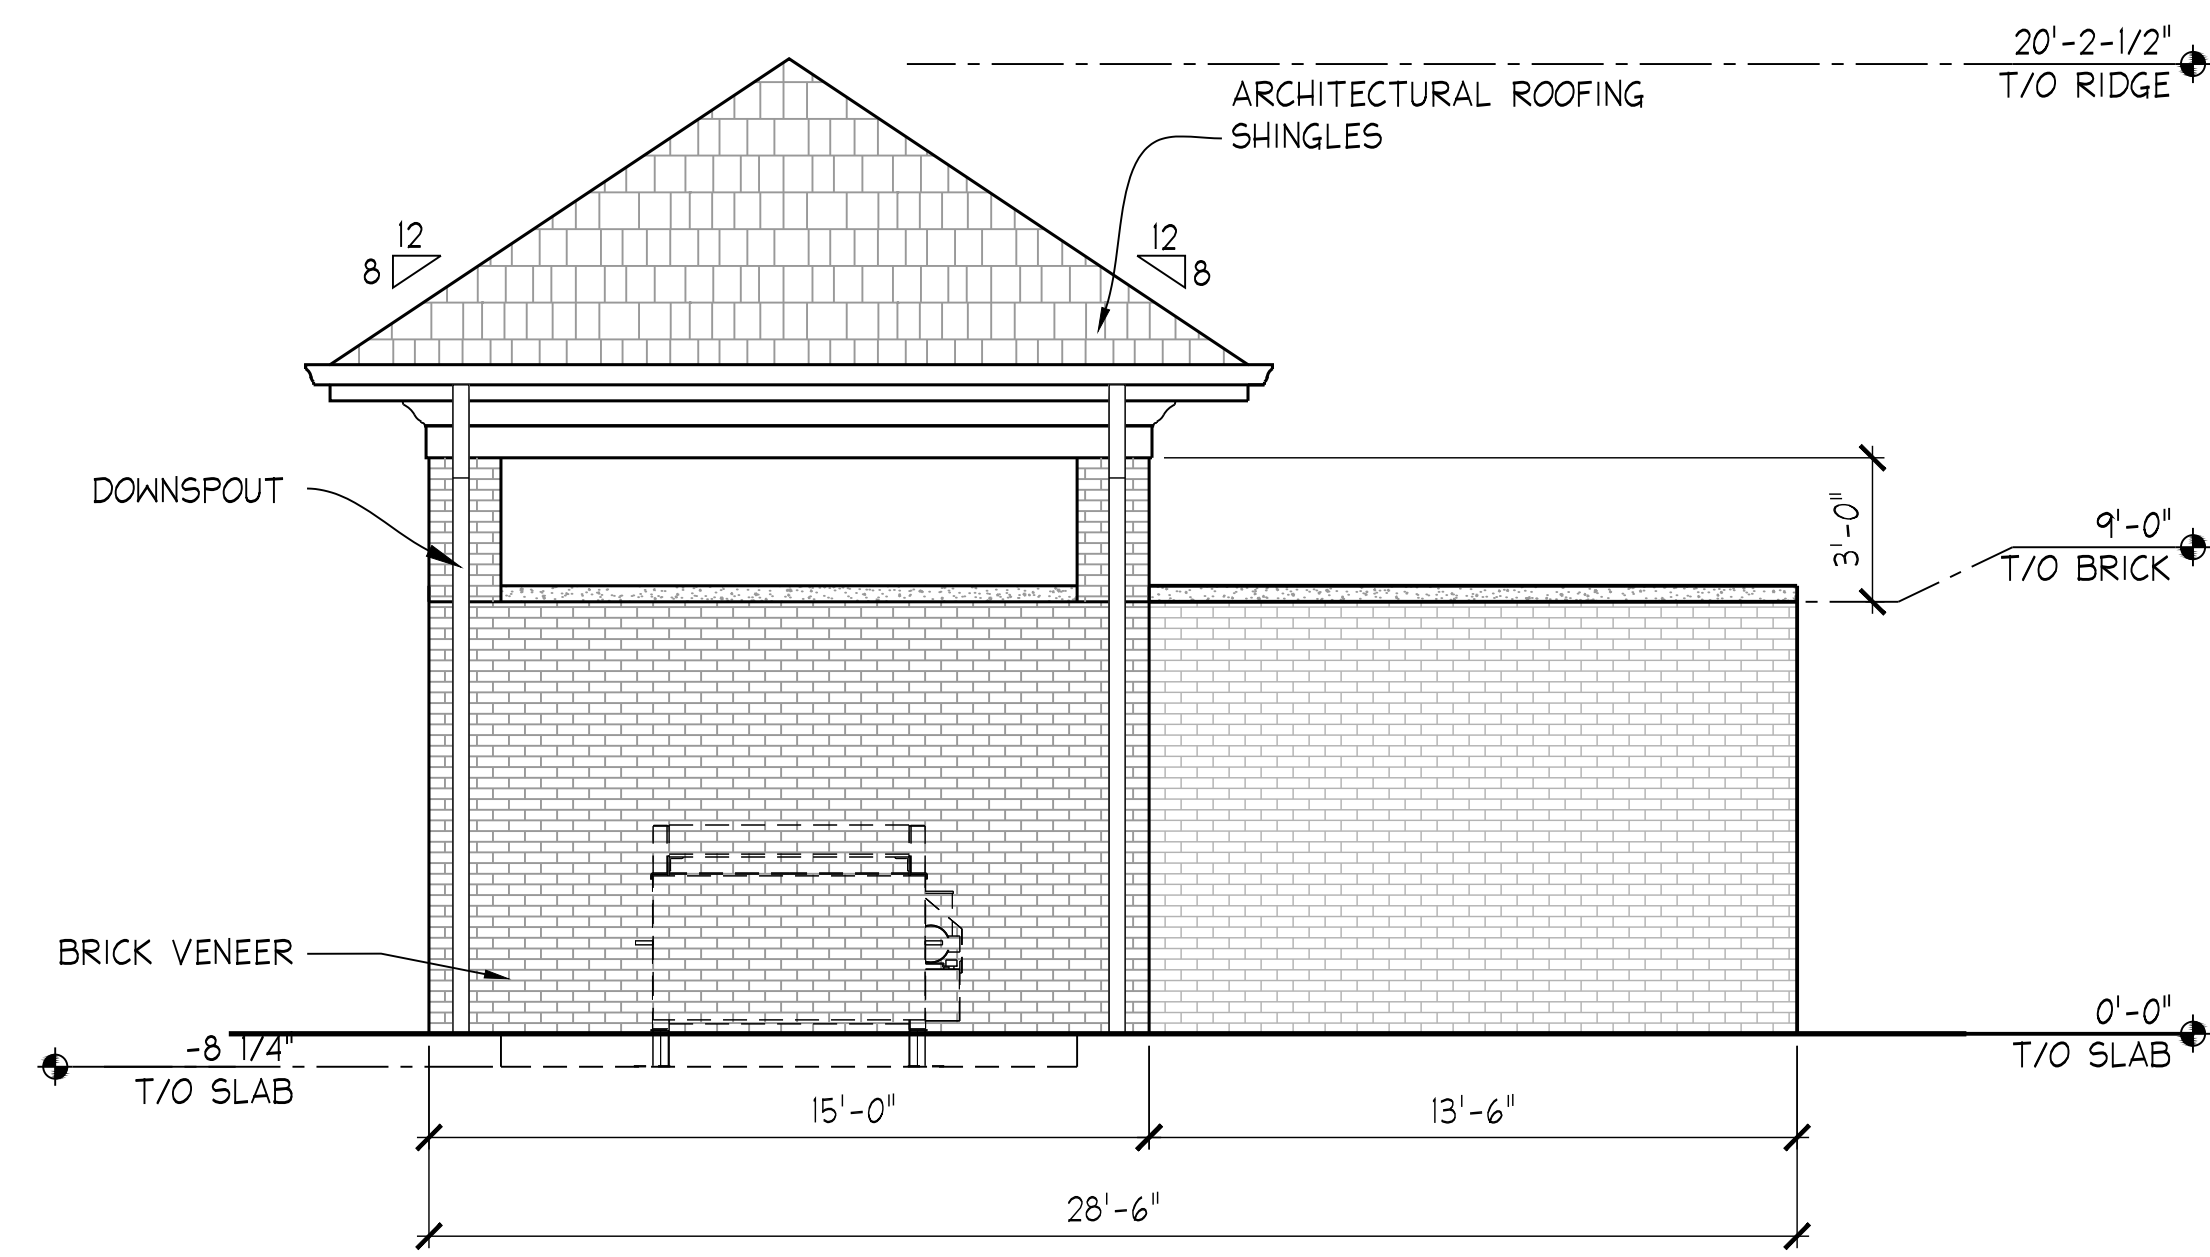 20'-2-1/2"
T/O RIDGE
ARCHITECTURAL ROOFING
SHINGLES
12
8
12
8
DOWNSPOUT
3'-0"
9'-0"
T/O BRICK
BRICK VENEER
0'-0"
T/O SLAB
-8 1/4"
T/O SLAB
15'-0"
13'-6"
28'-6"